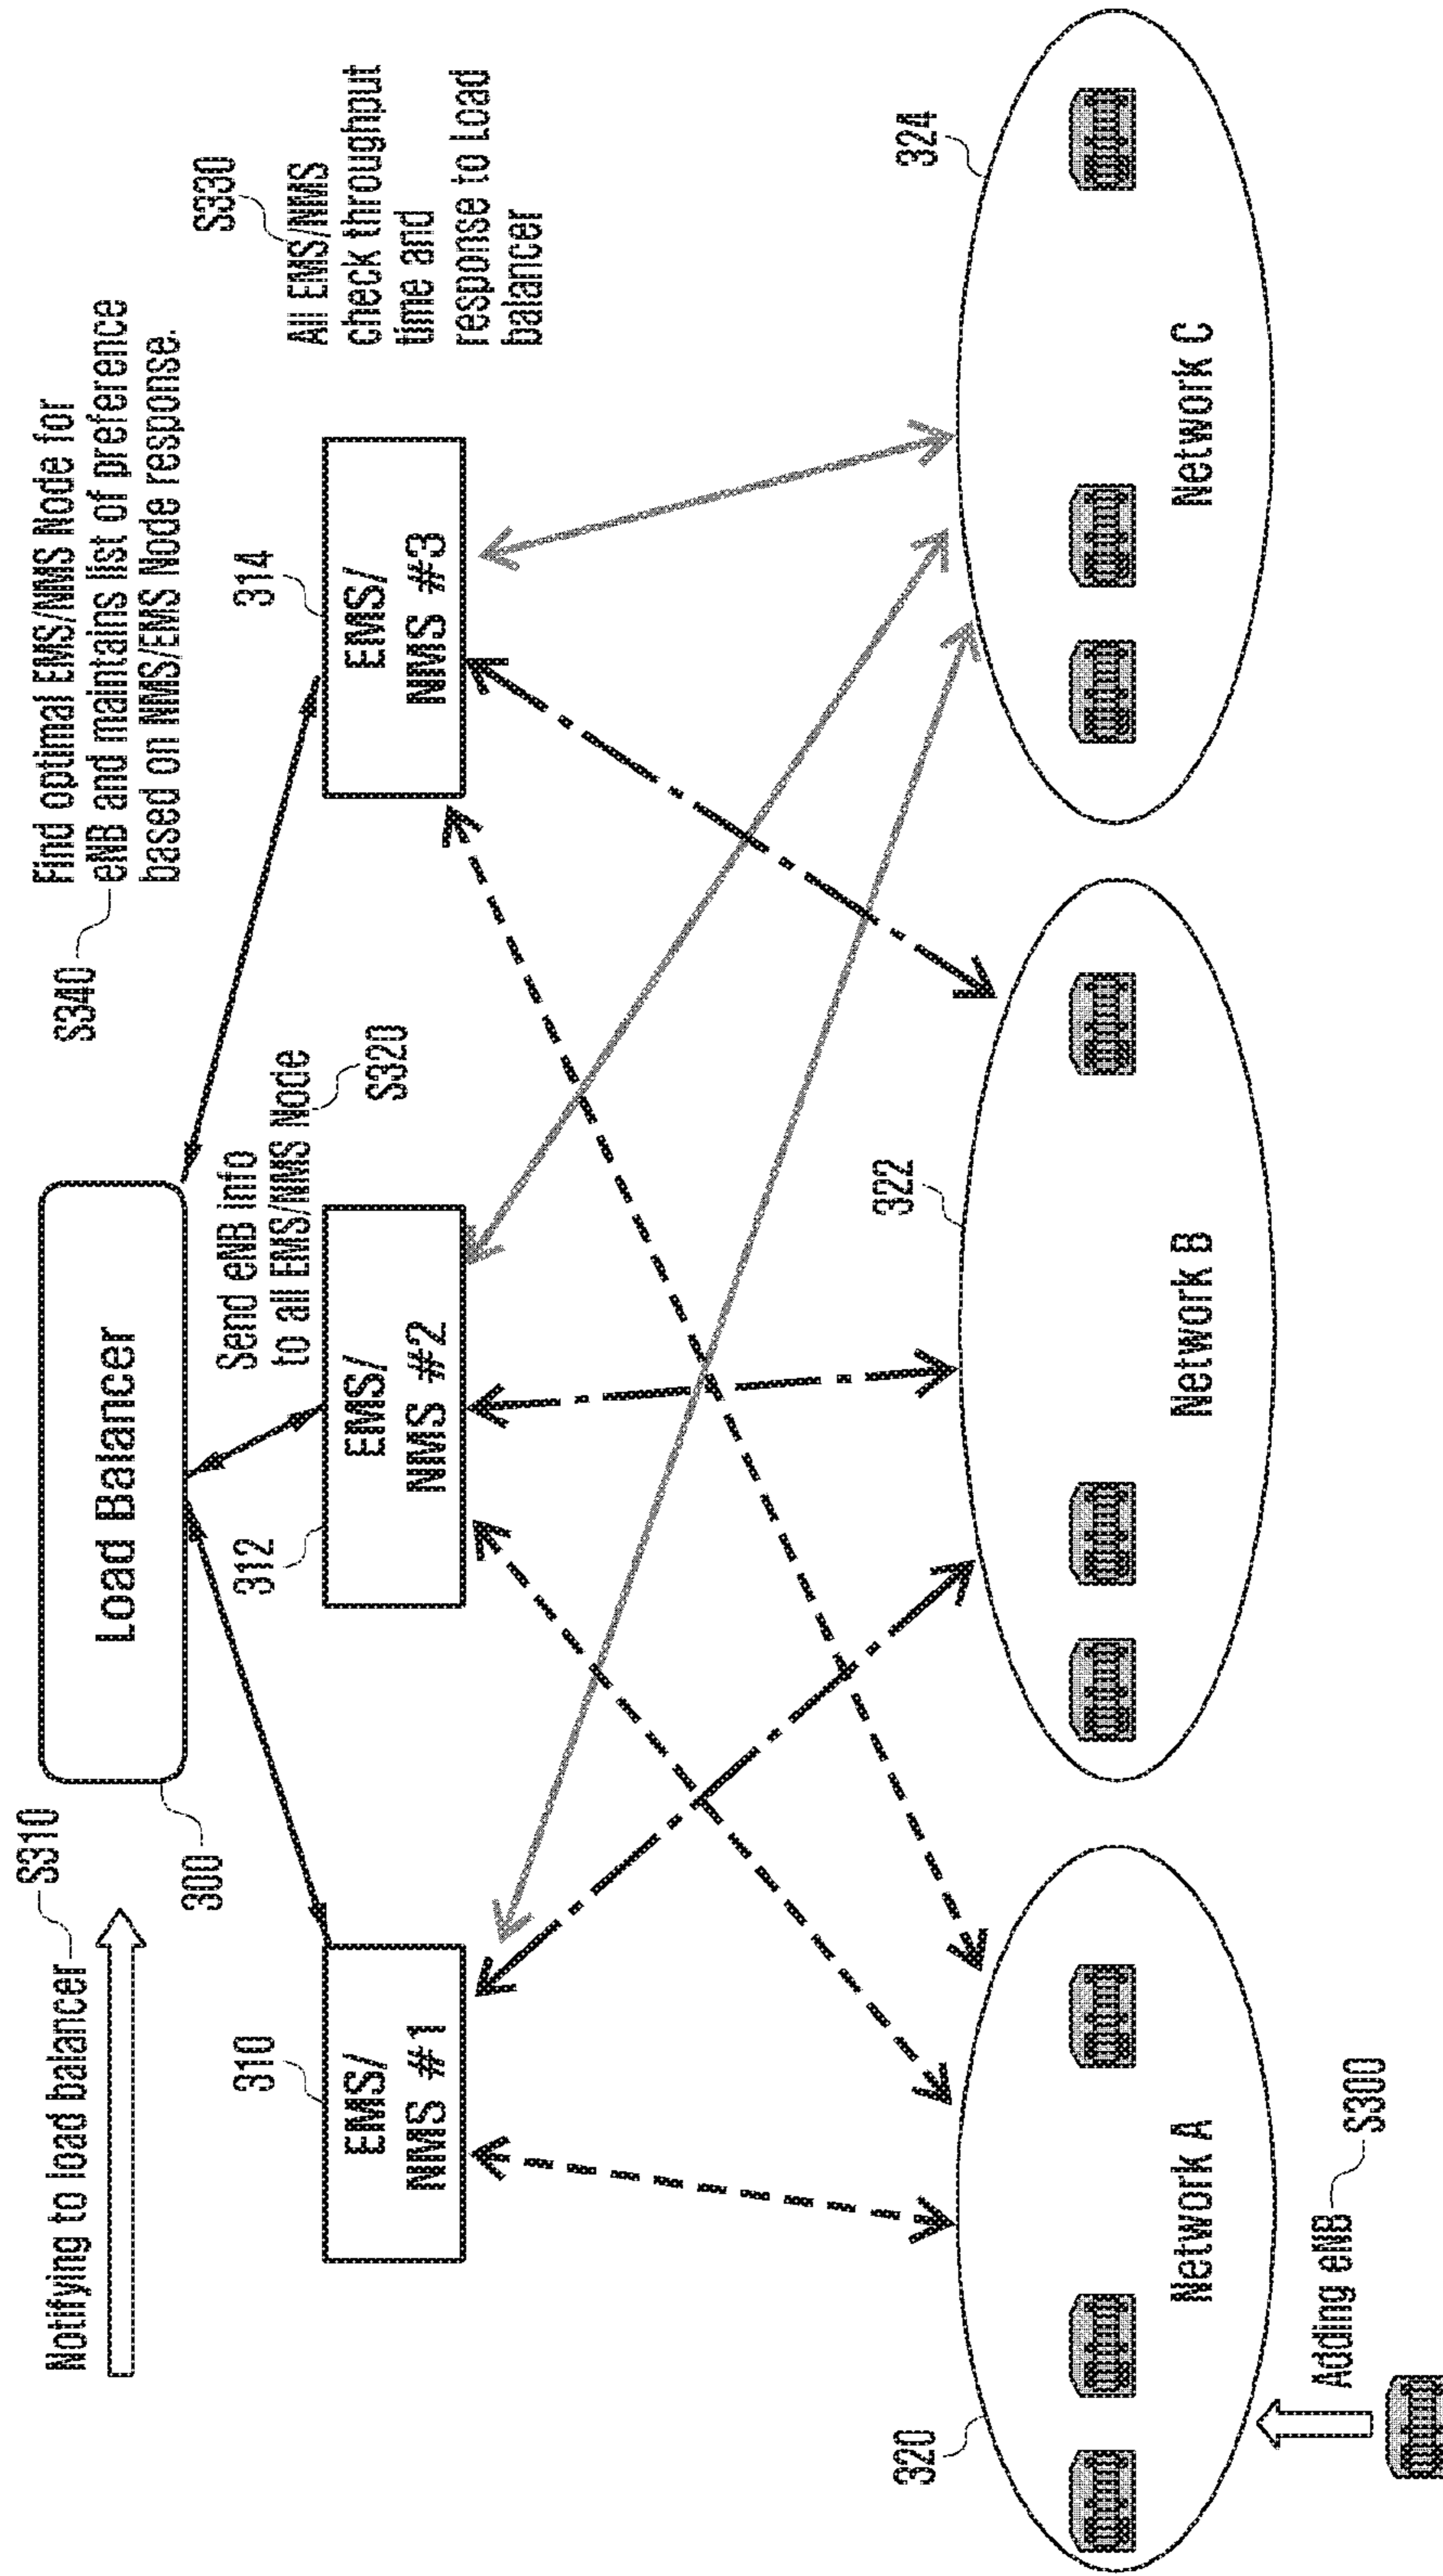 Notifying to load balancer
S310
Load Balancer
300
S340
Find optimal EMS/NMS Node for
eNB and maintains list of preference
based on NMS/EMS Node response.
Send eNB info
to all EMS/NMS Node
S320
S330
All EMS/NMS
check throughput
time and
response to Load
balancer
310
EMS/
NMS #1
312
EMS/
NMS #2
314
EMS/
NMS #3
320
Network A
322
Network B
324
Network C
Adding eNB
S300